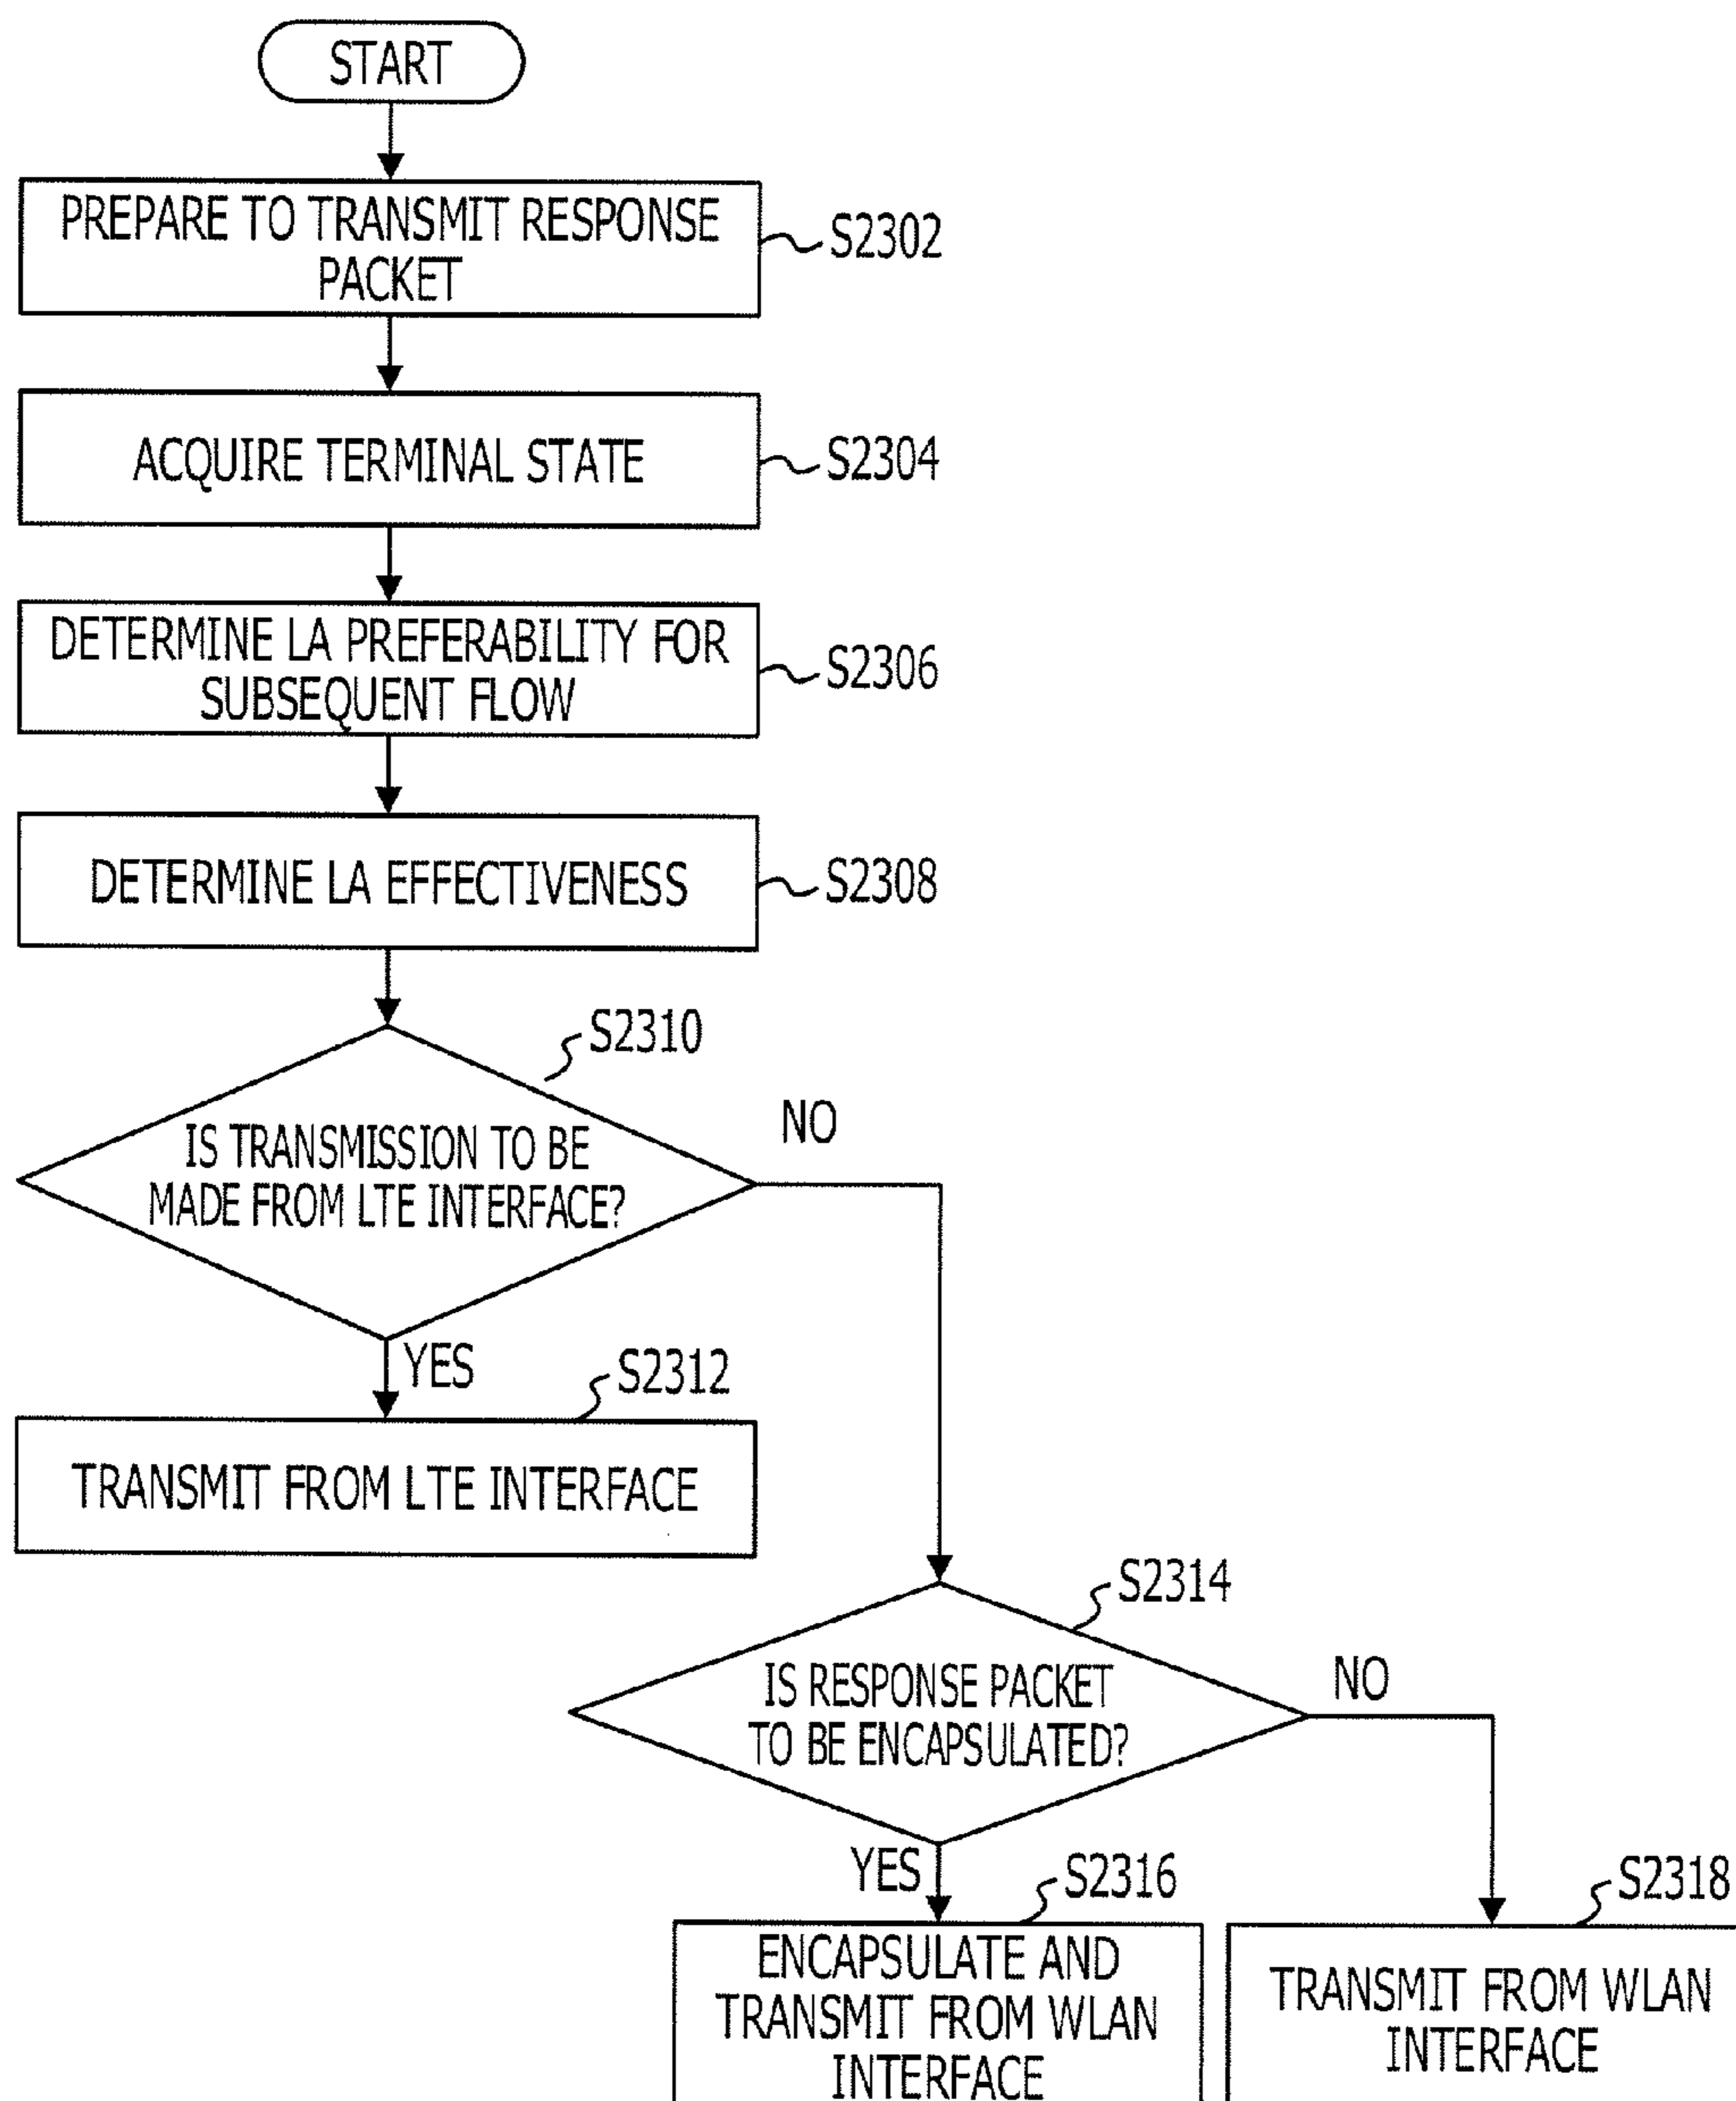 START
PREPARE TO TRANSMIT RESPONSE
PACKET
S2302
ACQUIRE TERMINAL STATE
S2304
DETERMINE LA PREFERABILITY FOR
SUBSEQUENT FLOW
S2306
DETERMINE LA EFFECTIVENESS
S2308
S2310
IS TRANSMISSION TO BE
MADE FROM LTE INTERFACE?
NO
YES
S2312
TRANSMIT FROM LTE INTERFACE
S2314
IS RESPONSE PACKET
TO BE ENCAPSULATED?
NO
YES
S2316
ENCAPSULATE AND
TRANSMIT FROM WLAN
INTERFACE
S2318
TRANSMIT FROM WLAN
INTERFACE